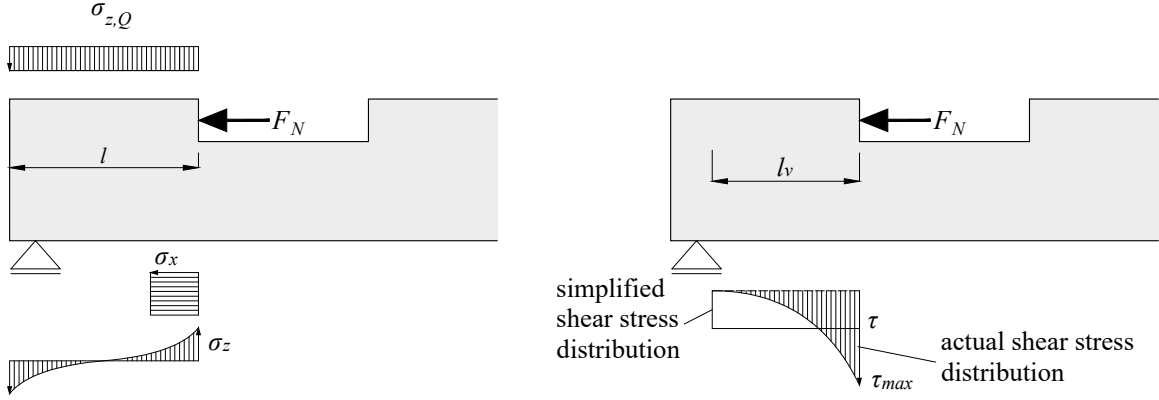 σz,Q
FN
l
σx
σz
FN
lv
simplified
shear stress
distribution
τ
τmax
actual shear stress
distribution